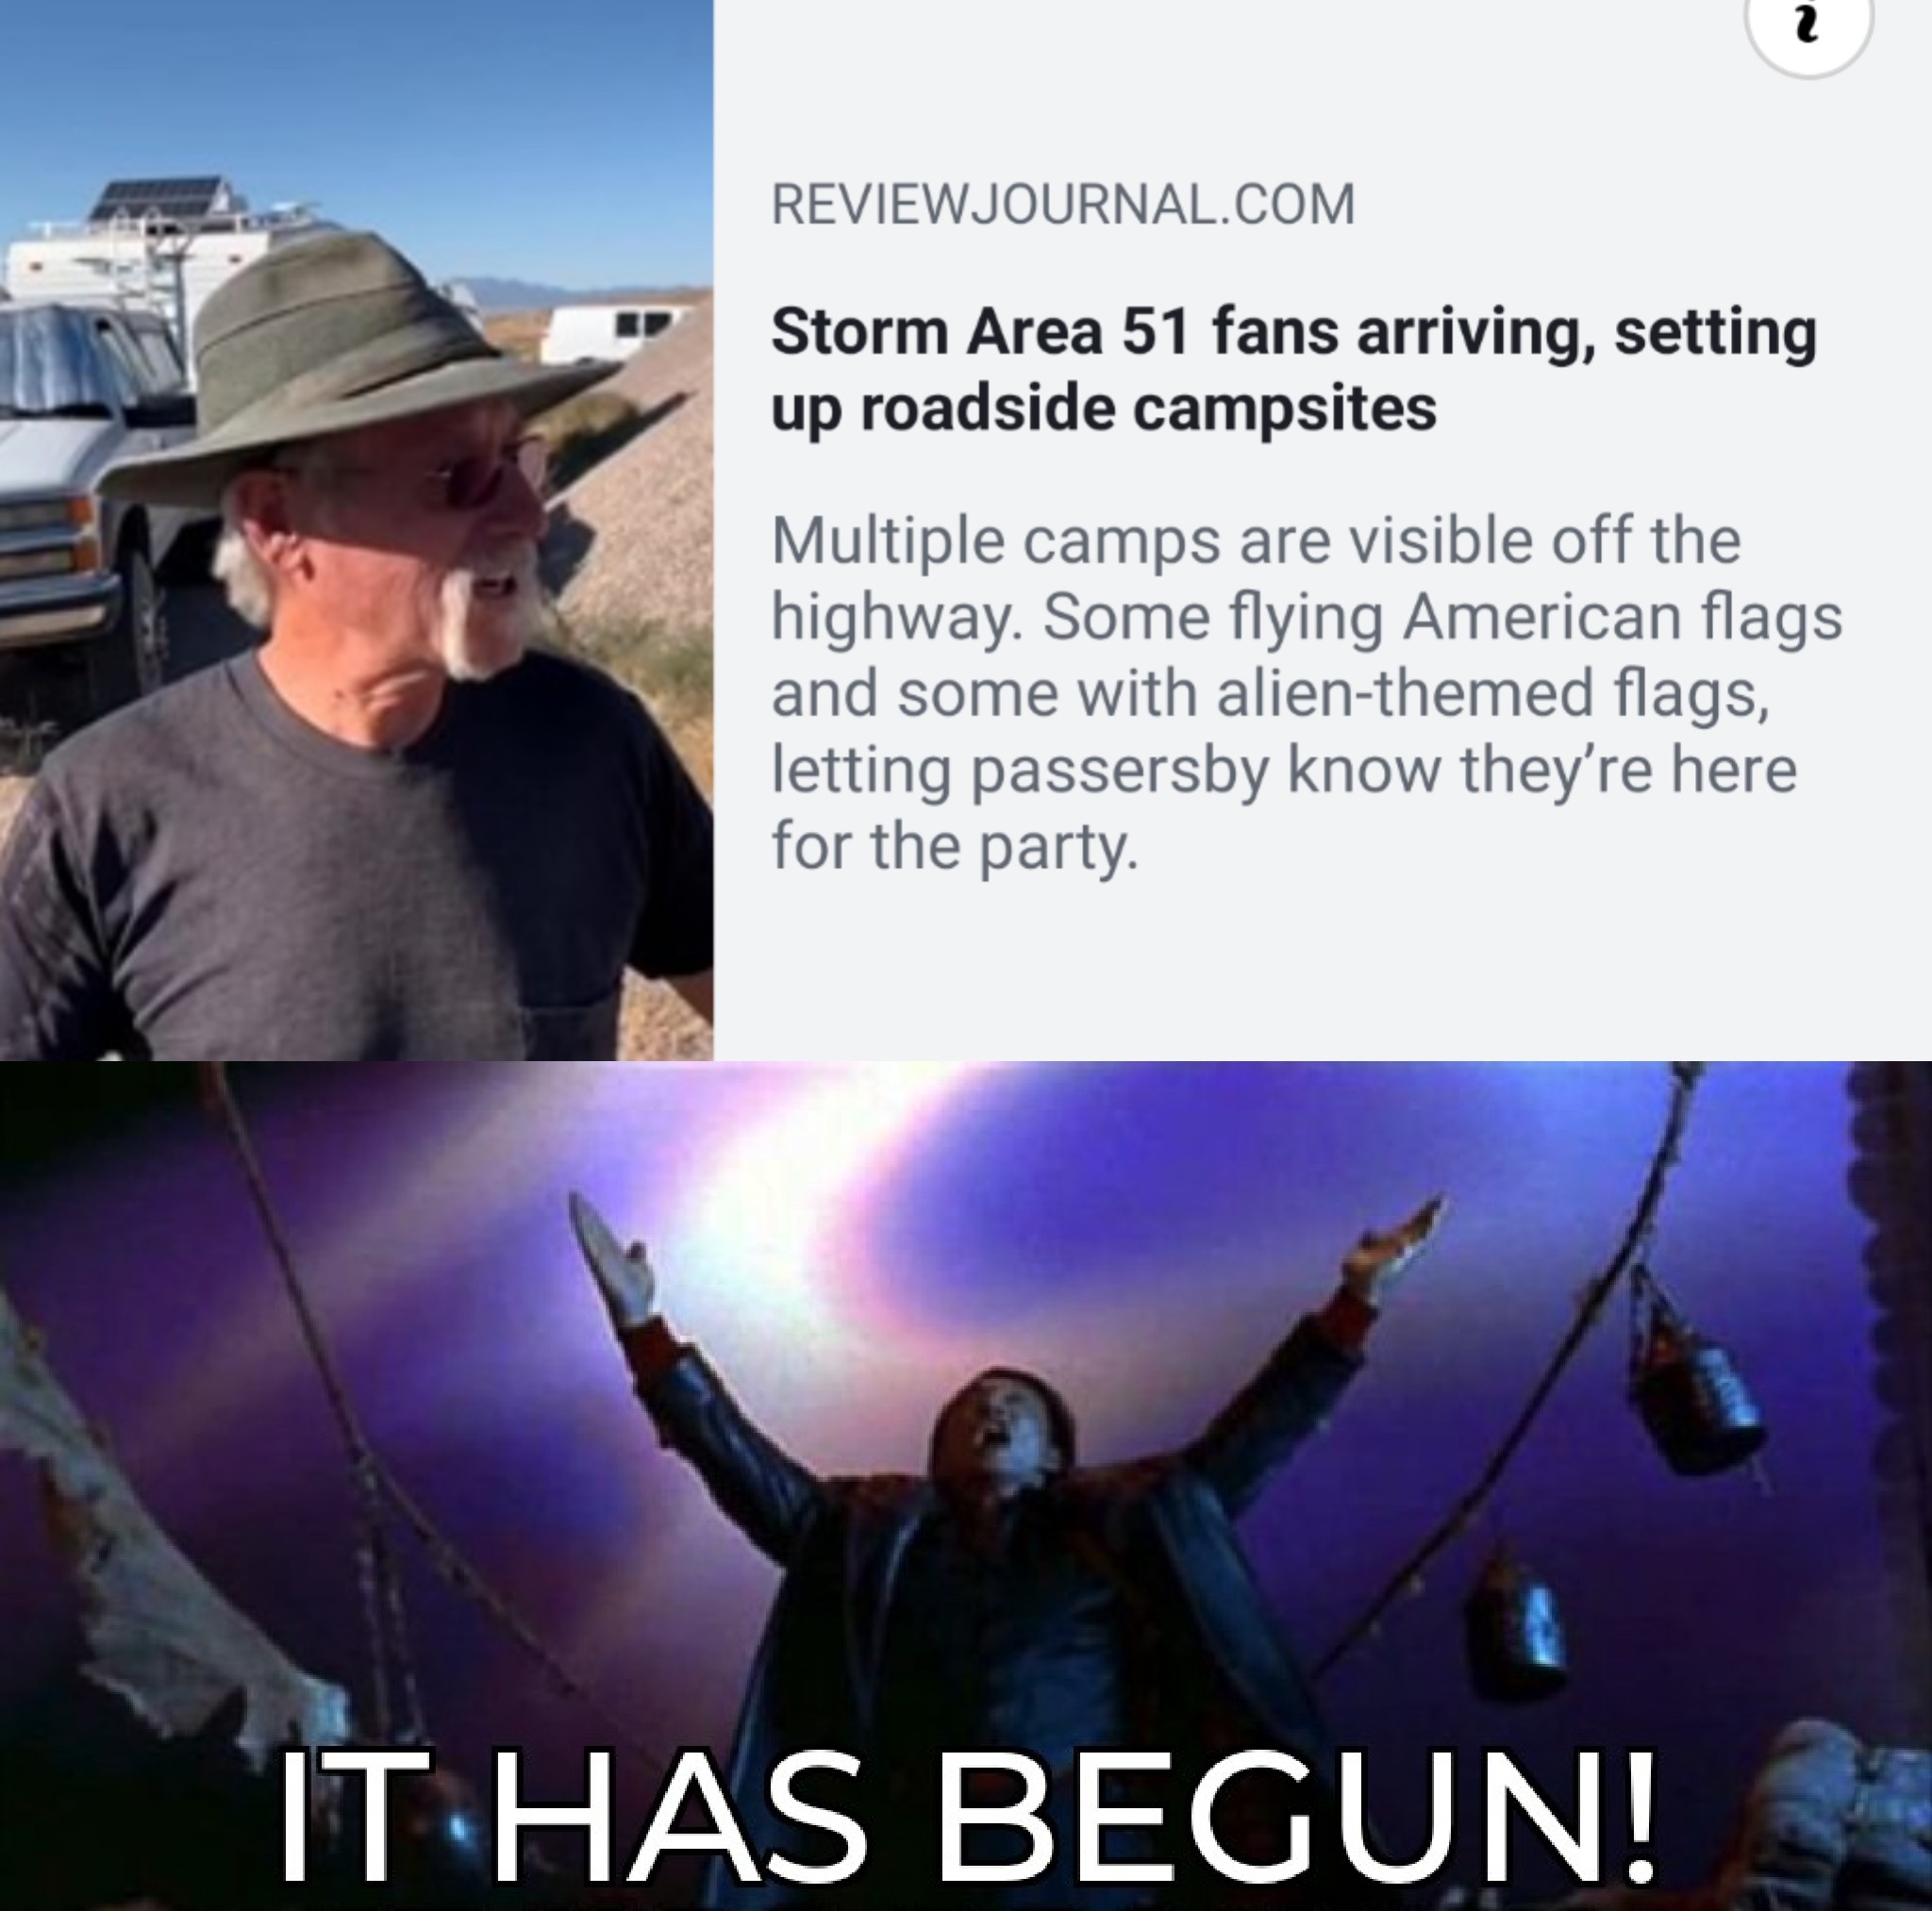 i
REVIEWJOURNAL.COM
Storm Area 51 fans arriving, setting
up roadside campsites
Multiple camps are visible off the
highway. Some flying American flags
and some with alien-themed flags,
letting passersby know they’re here
for the party.
IT HAS BEGUN!